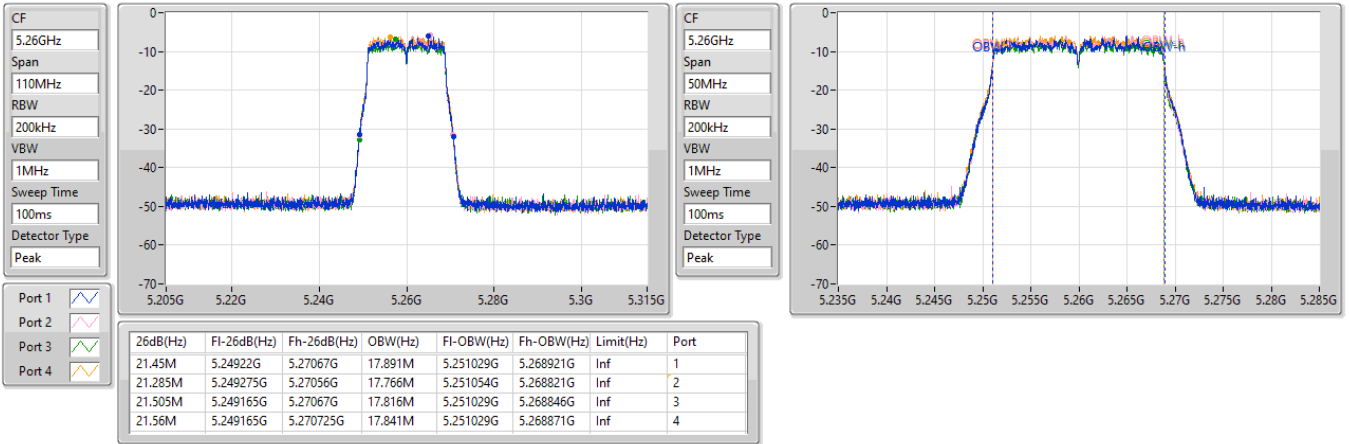 CF
5.26GHz
Span
110MHz
RBW
200kHz
VBW
1MHz
Sweep Time
100ms
Detector Type
Peak
0-
-10-
-20-
-30-
-40-
-50-
-60-
-70-
5.205G 5.22G 5.24G 5.26G 5.28G 5.3G 5.315G
CF
5.26GHz
Span
50MHz
RBW
200kHz
VBW
1MHz
Sweep Time
100ms
Detector Type
Peak
0-
-10-
-20-
-30-
-40-
-50-
-60-
-70-
5.235G 5.24G 5.245G 5.25G 5.255G 5.26G 5.265G 5.27G 5.275G 5.28G 5.285G
Port 1
Port 2
Port 3
Port 4
26dB(Hz) Fl-26dB(Hz) Fh-26dB(Hz) OBW(Hz) Fl-OBW(Hz) Fh-OBW(Hz) Limit(Hz) Port
21.45M 5.24922G 5.27067G 17.891M 5.251029G 5.268921G Inf 1
21.285M 5.249275G 5.27056G 17.766M 5.251054G 5.268821G Inf 2
21.505M 5.249165G 5.27067G 17.816M 5.251029G 5.268846G Inf 3
21.56M 5.249165G 5.270725G 17.841M 5.251029G 5.268871G Inf 4